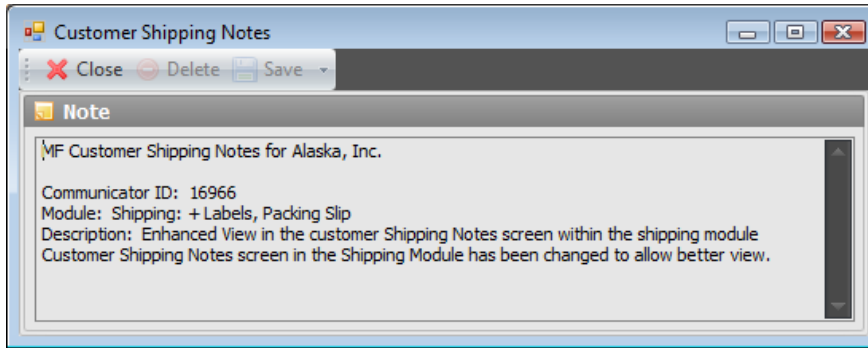 Customer Shipping Notes
Close Delete Save
Note
MF Customer Shipping Notes for Alaska, Inc.
Communicator ID: 16966
Module: Shipping: + Labels, Packing Slip
Description: Enhanced View in the customer Shipping Notes screen within the shipping module
Customer Shipping Notes screen in the Shipping Module has been changed to allow better view.